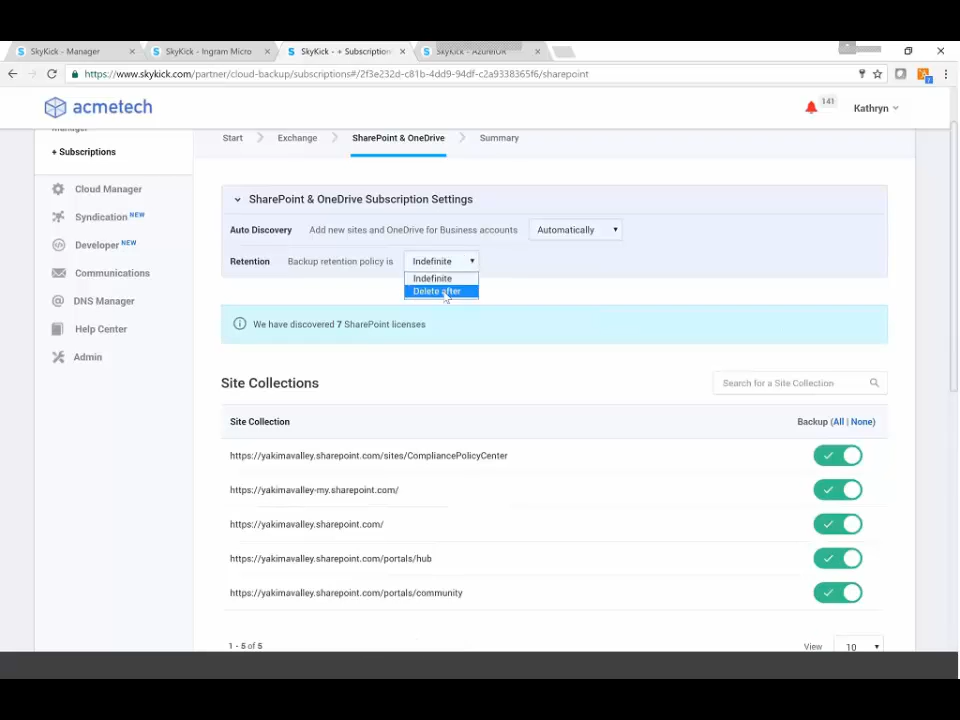 SkyKick - Manager
SkyKick - Ingram Micro
SkyKick - + Subscription
SkyKick - AzureIUR
https://www.skykick.com/partner/cloud-backup/subscriptions#/2f3e232d-c81b-4dd9-94df-c2a9338365f6/sharepoint
acmetech
141
Kathryn
Manager
+ Subscriptions
Cloud Manager
Syndication NEW
Developer NEW
Communications
DNS Manager
Help Center
Admin
Start
Exchange
SharePoint & OneDrive
Summary
SharePoint & OneDrive Subscription Settings
Auto Discovery Add new sites and OneDrive for Business accounts Automatically
Retention Backup retention policy is Indefinite
Indefinite
Delete after
We have discovered 7 SharePoint licenses
Site Collections
Search for a Site Collection
Site Collection
Backup (All | None)
https://yakimavalley.sharepoint.com/sites/CompliancePolicyCenter
https://yakimavalley-my.sharepoint.com/
https://yakimavalley.sharepoint.com/
https://yakimavalley.sharepoint.com/portals/hub
https://yakimavalley.sharepoint.com/portals/community
1 - 5 of 5
View 10